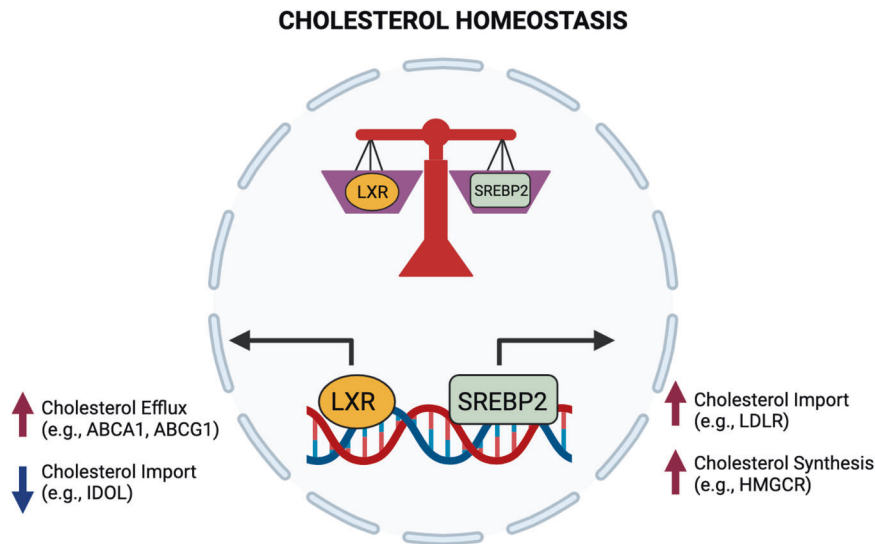 CHOLESTEROL HOMEOSTASIS
LXR
SREBP2
LXR
SREBP2
Cholesterol Efflux
(e.g., ABCA1, ABCG1)
Cholesterol Import
(e.g., IDOL)
Cholesterol Import
(e.g., LDLR)
Cholesterol Synthesis
(e.g., HMGCR)